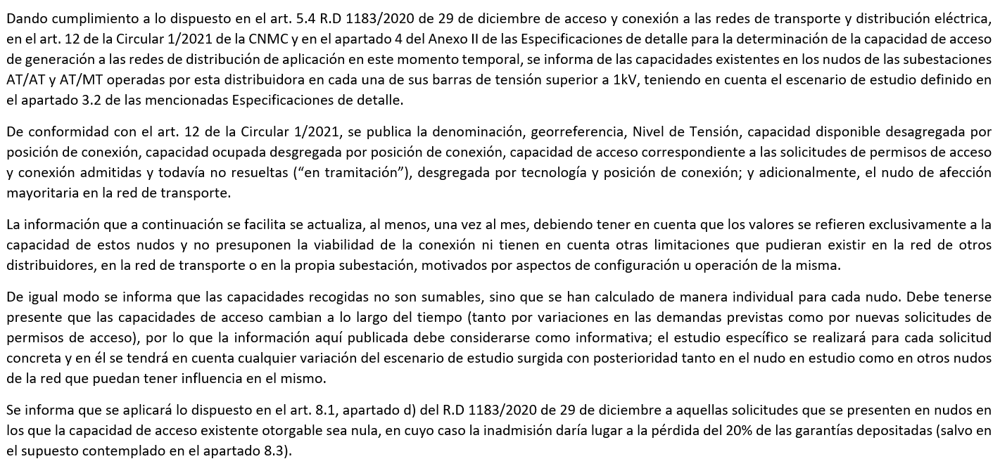 Dando cumplimiento a lo dispuesto en el art. 5.4 R.D 1183/2020 de 29 de diciembre de acceso y conexión a las redes de transporte y distribución eléctrica,
en el art. 12 de la Circular 1/2021 de la CNMC y en el apartado 4 del Anexo II de las Especificaciones de detalle para la determinación de la capacidad de acceso
de generación a las redes de distribución de aplicación en este momento temporal, se informa de las capacidades existentes en los nudos de las subestaciones
AT/AT y AT/MT operadas por esta distribuidora en cada una de sus barras de tensión superior a 1kV, teniendo en cuenta el escenario de estudio definido en
el apartado 3.2 de las mencionadas Especificaciones de detalle.
De conformidad con el art. 12 de la Circular 1/2021, se publica la denominación, georreferencia, Nivel de Tensión, capacidad disponible desagregada por
posición de conexión, capacidad ocupada desgregada por posición de conexión, capacidad de acceso correspondiente a las solicitudes de permisos de acceso
y conexión admitidas y todavía no resueltas (“en tramitación”), desgregada por tecnología y posición de conexión; y adicionalmente, el nudo de afección
mayoritaria en la red de transporte.
La información que a continuación se facilita se actualiza, al menos, una vez al mes, debiendo tener en cuenta que los valores se refieren exclusivamente a la
capacidad de estos nudos y no presuponen la viabilidad de la conexión ni tienen en cuenta otras limitaciones que pudieran existir en la red de otros
distribuidores, en la red de transporte o en la propia subestación, motivados por aspectos de configuración u operación de la misma.
De igual modo se informa que las capacidades recogidas no son sumables, sino que se han calculado de manera individual para cada nudo. Debe tenerse
presente que las capacidades de acceso cambian a lo largo del tiempo (tanto por variaciones en las demandas previstas como por nuevas solicitudes de
permisos de acceso), por lo que la información aquí publicada debe considerarse como informativa; el estudio específico se realizará para cada solicitud
concreta y en él se tendrá en cuenta cualquier variación del escenario de estudio surgida con posterioridad tanto en el nudo en estudio como en otros nudos
de la red que puedan tener influencia en el mismo.
Se informa que se aplicará lo dispuesto en el art. 8.1, apartado d) del R.D 1183/2020 de 29 de diciembre a aquellas solicitudes que se presenten en nudos en
los que la capacidad de acceso existente otorgable sea nula, en cuyo caso la inadmisión daría lugar a la pérdida del 20% de las garantías depositadas (salvo en
el supuesto contemplado en el apartado 8.3).